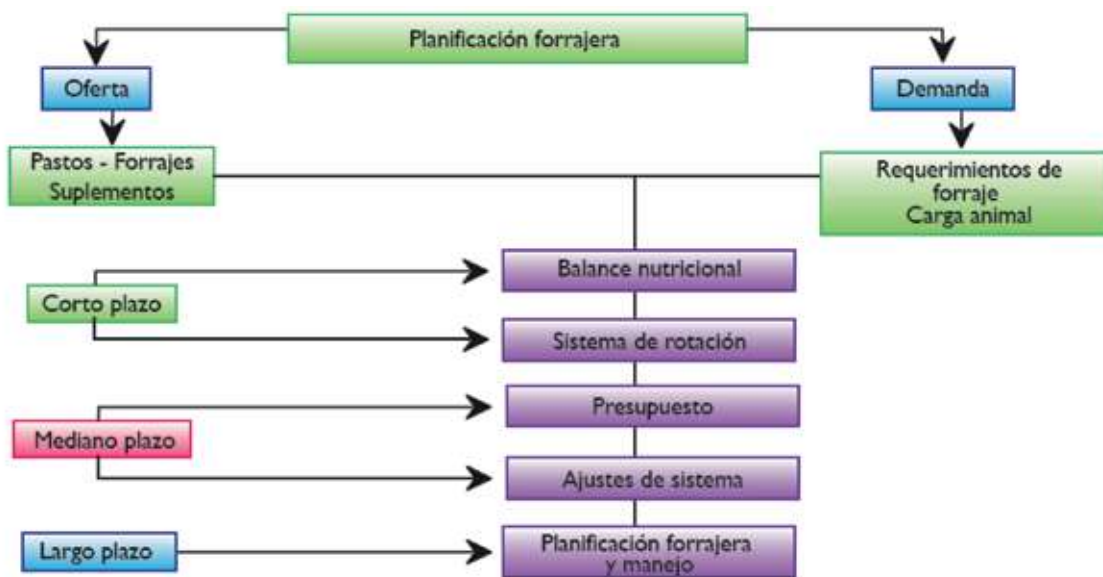 Planificación forrajera
Oferta
Demanda
Pastos - Forrajes
Suplementos
Requerimientos de
forraje
Carga animal
Balance nutricional
Corto plazo
Sistema de rotación
Presupuesto
Mediano plazo
Ajustes de sistema
Largo plazo
Planificación forrajera
y manejo